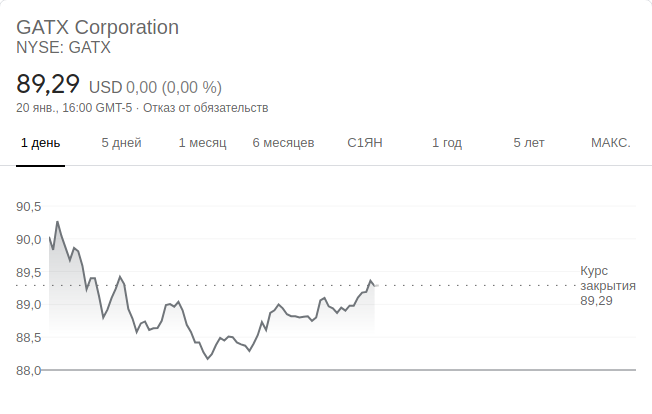 GATX Corporation
NYSE: GATX
89,29 USD 0,00 (0,00 %)
20 янв., 16:00 GMT-5 · Отказ от обязательств
1 день 5 дней 1 месяц 6 месяцев С1ЯН 1 год 5 лет МАКС.
90,5
90,0
89,5
89,0
88,5
88,0
Курс
закрытия
89,29